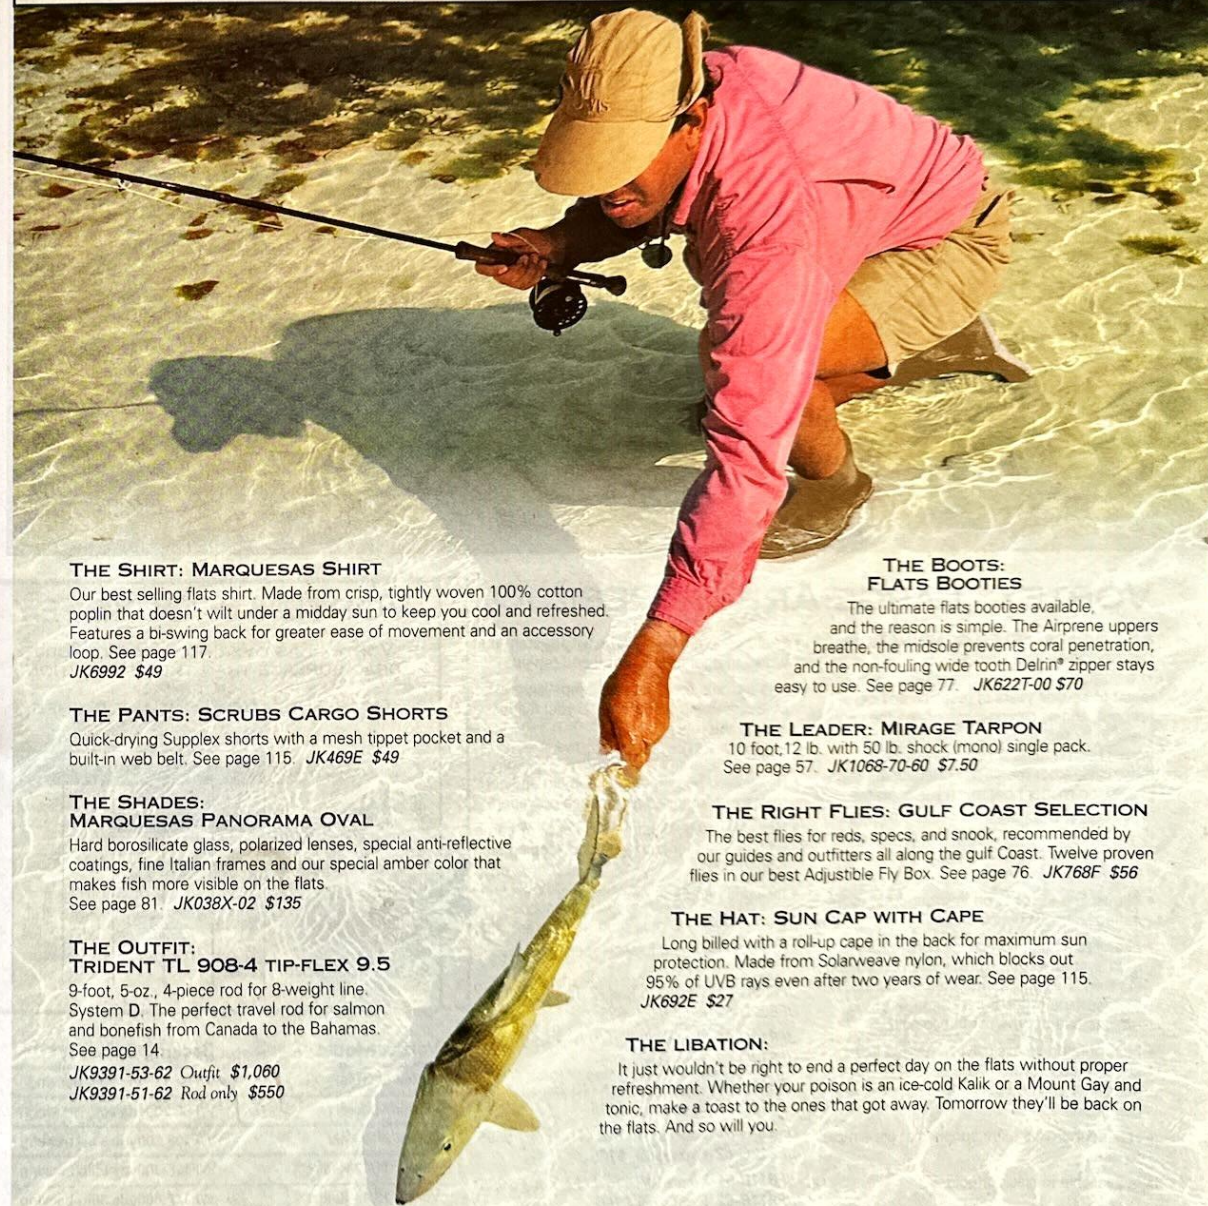 THE SHIRT: MARQUESAS SHIRT
Our best selling flats shirt. Made from crisp, tightly woven 100% cotton
poplin that doesn't wilt under a midday sun to keep you cool and refreshed.
Features a bi-swing back for greater ease of movement and an accessory
loop. See page 117.
JK6992 $49
THE PANTS: SCRUBS CARGO SHORTS
Quick-drying Supplex shorts with a mesh tippet pocket and a
built-in web belt. See page 115. JK469E $49
THE SHADES:
MARQUESAS PANORAMA OVAL
Hard borosilicate glass, polarized lenses, special anti-reflective
coatings, fine Italian frames and our special amber color that
makes fish more visible on the flats.
See page 81. JK038X-02 $135
THE OUTFIT:
TRIDENT TL 908-4 TIP-FLEX 9.5
9-foot, 5-oz., 4-piece rod for 8-weight line.
System D. The perfect travel rod for salmon
and bonefish from Canada to the Bahamas.
See page 14.
JK9391-53-62 Outfit $1,060
JK9391-51-62 Rod only $550
THE BOOTS:
FLATS BOOTIES
The ultimate flats booties available,
and the reason is simple. The Airprene uppers
breathe, the midsole prevents coral penetration,
and the non-fouling wide tooth Delrin® zipper stays
easy to use. See page 77. JK622T-00 $70
THE LEADER: MIRAGE TARPON
10 foot,12 lb. with 50 lb. shock (mono) single pack.
See page 57. JK1068-70-60 $7.50
THE RIGHT FLIES: GULF COAST SELECTION
The best flies for reds, specs, and snook, recommended by
our guides and outfitters all along the gulf Coast. Twelve proven
flies in our best Adjustible Fly Box. See page 76. JK768F $56
THE HAT: SUN CAP WITH CAPE
Long billed with a roll-up cape in the back for maximum sun
protection. Made from Solarweave nylon, which blocks out
95% of UVB rays even after two years of wear. See page 115.
JK692E $27
THE LIBATION:
It just wouldn't be right to end a perfect day on the flats without proper
refreshment. Whether your poison is an ice-cold Kalik or a Mount Gay and
tonic, make a toast to the ones that got away. Tomorrow they'll be back on
the flats. And so will you.